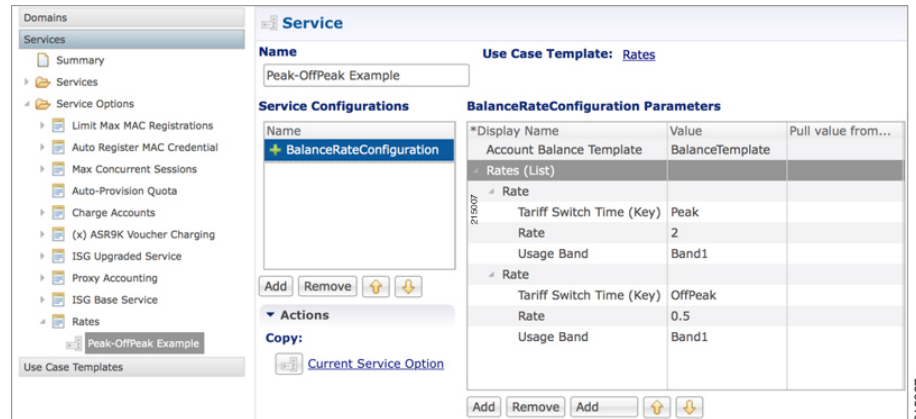 Domains
Services
Summary
Services
Service Options
Limit Max MAC Registrations
Auto Register MAC Credential
Max Concurrent Sessions
Auto-Provision Quota
Charge Accounts
(x) ASR9K Voucher Charging
ISG Upgraded Service
Proxy Accounting
ISG Base Service
Rates
Peak-OffPeak Example
Use Case Templates
Service
Name
Use Case Template: Rates
Peak-OffPeak Example
Service Configurations
Name
BalanceRateConfiguration
Add Remove
Actions
Copy:
Current Service Option
BalanceRateConfiguration Parameters
*Display Name Value Pull value from...
Account Balance Template BalanceTemplate
Rates (List)
Rate
Tariff Switch Time (Key) Peak
Rate 2
Usage Band Band1
Rate
Tariff Switch Time (Key) OffPeak
Rate 0.5
Usage Band Band1
Add Remove Add
215007